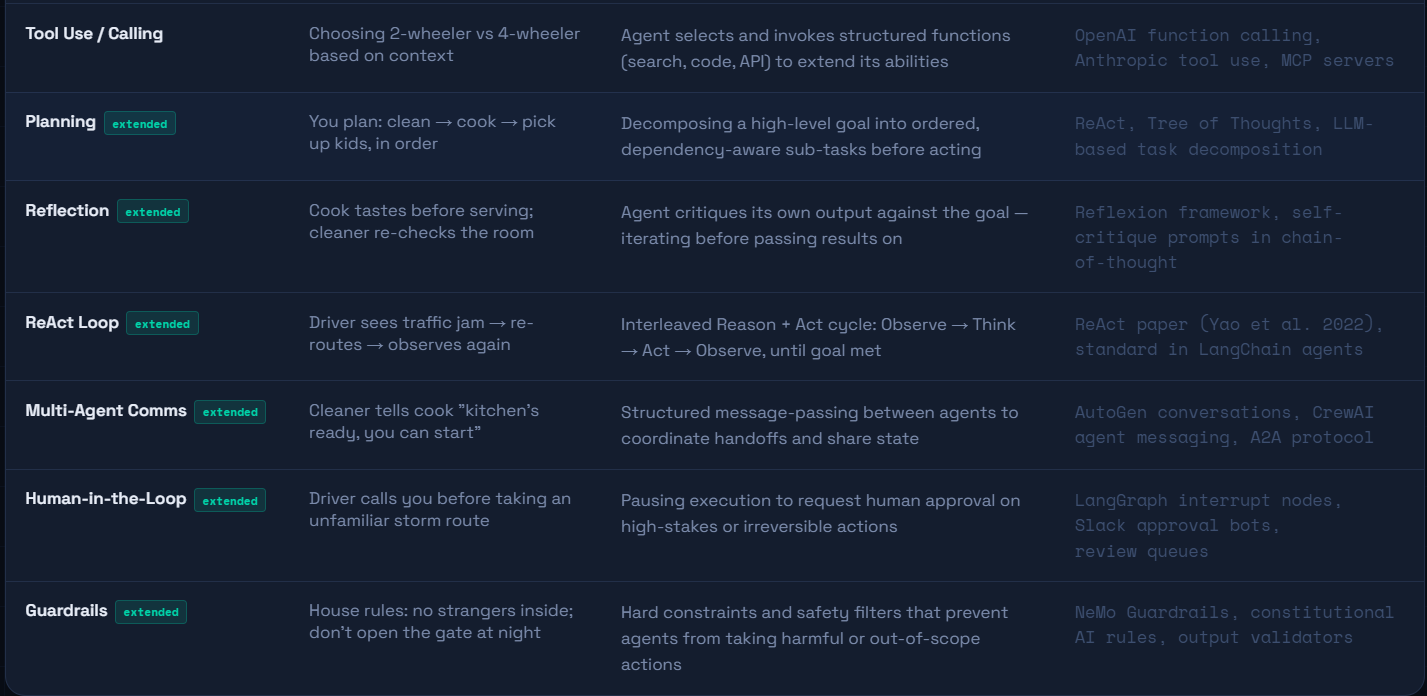 Tool Use / Calling
Choosing 2-wheeler vs 4-wheeler
based on context
Agent selects and invokes structured functions
(search, code, API) to extend its abilities
OpenAI function calling,
Anthropic tool use, MCP servers
Planning extended
You plan: clean → cook → pick
up kids, in order
Decomposing a high-level goal into ordered,
dependency-aware sub-tasks before acting
ReAct, Tree of Thoughts, LLM-
based task decomposition
Reflection extended
Cook tastes before serving;
cleaner re-checks the room
Agent critiques its own output against the goal —
iterating before passing results on
Reflexion framework, self-
critique prompts in chain-
of-thought
ReAct Loop extended
Driver sees traffic jam → re-
routes → observes again
Interleaved Reason + Act cycle: Observe → Think
→ Act → Observe, until goal met
ReAct paper (Yao et al. 2022),
standard in LangChain agents
Multi-Agent Comms extended
Cleaner tells cook "kitchen's
ready, you can start"
Structured message-passing between agents to
coordinate handoffs and share state
AutoGen conversations, CrewAI
agent messaging, A2A protocol
Human-in-the-Loop extended
Driver calls you before taking an
unfamiliar storm route
Pausing execution to request human approval on
high-stakes or irreversible actions
LangGraph interrupt nodes,
Slack approval bots,
review queues
Guardrails extended
House rules: no strangers inside;
don't open the gate at night
Hard constraints and safety filters that prevent
agents from taking harmful or out-of-scope
actions
NeMo Guardrails, constitutional
AI rules, output validators